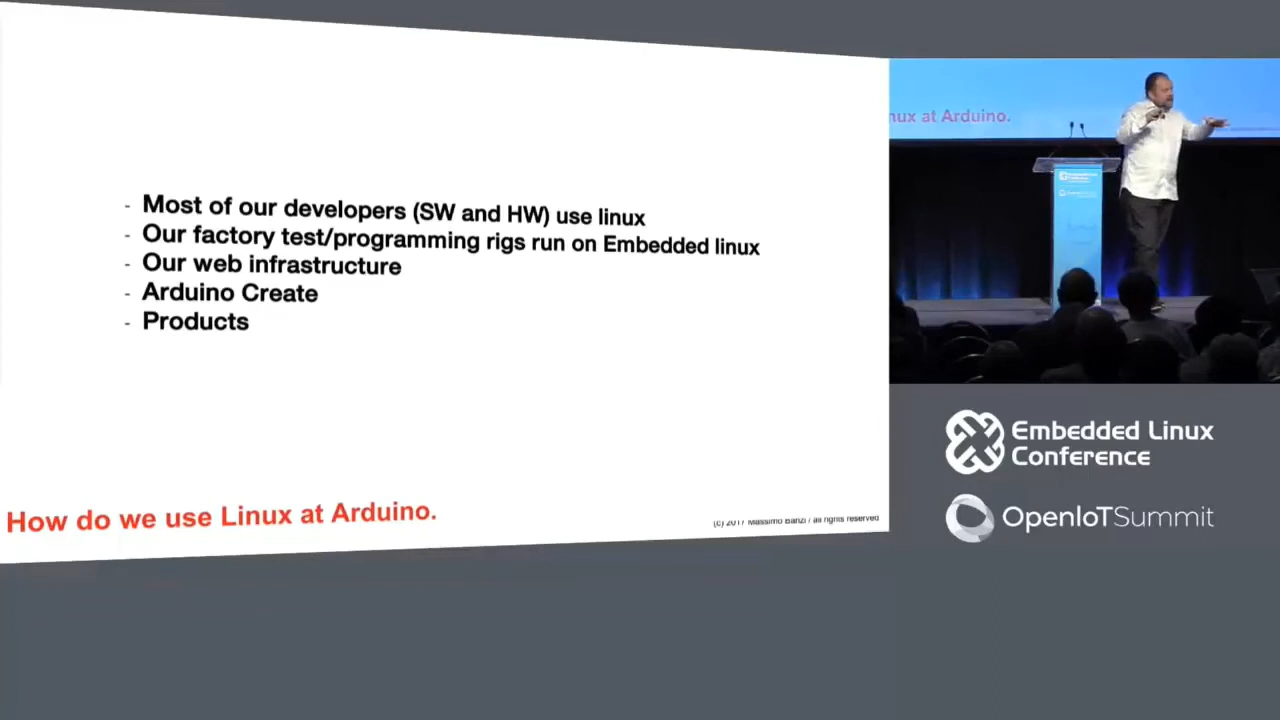 - Most of our developers (SW and HW) use linux
- Our factory test/programming rigs run on Embedded linux
- Our web infrastructure
- Arduino Create
- Products
How do we use Linux at Arduino.
(c) 2017 Massimo Banzi / all rights reserved
nux at Arduino.
Embedded Linux
Conference
OpenIoTSummit